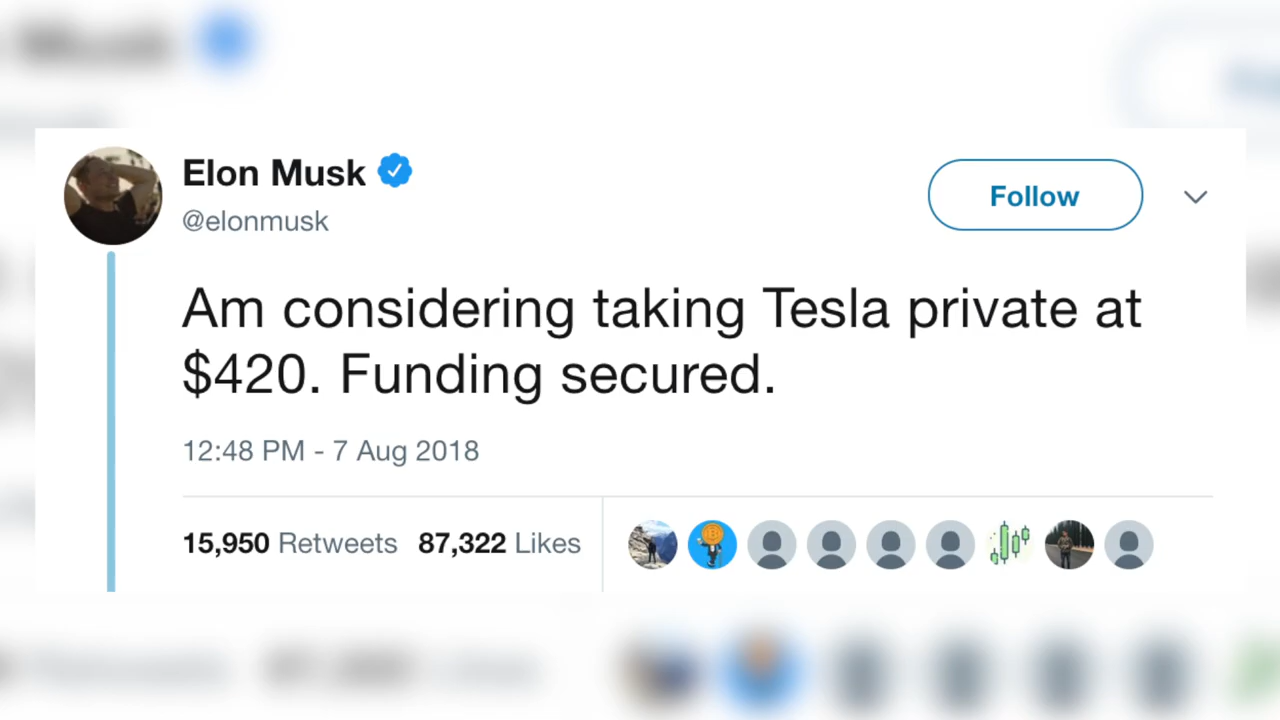 Elon Musk
@elonmusk
Follow
Am considering taking Tesla private at
$420. Funding secured.
12:48 PM - 7 Aug 2018
15,950 Retweets 87,322 Likes